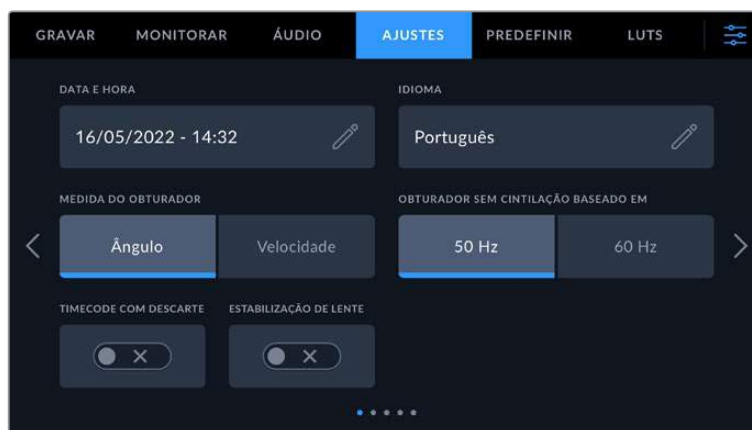 GRAVAR MONITORAR ÁUDIO AJUSTES PREDEFINIR LUTS
DATA E HORA IDIOMA
16/05/2022 - 14:32 Português
MEDIDA DO OBTURADOR OBTURADOR SEM CINTILAÇÃO BASEADO EM
Ângulo Velocidade 50 Hz 60 Hz
TIMECODE COM DESCARTE ESTABILIZAÇÃO DE LENTE